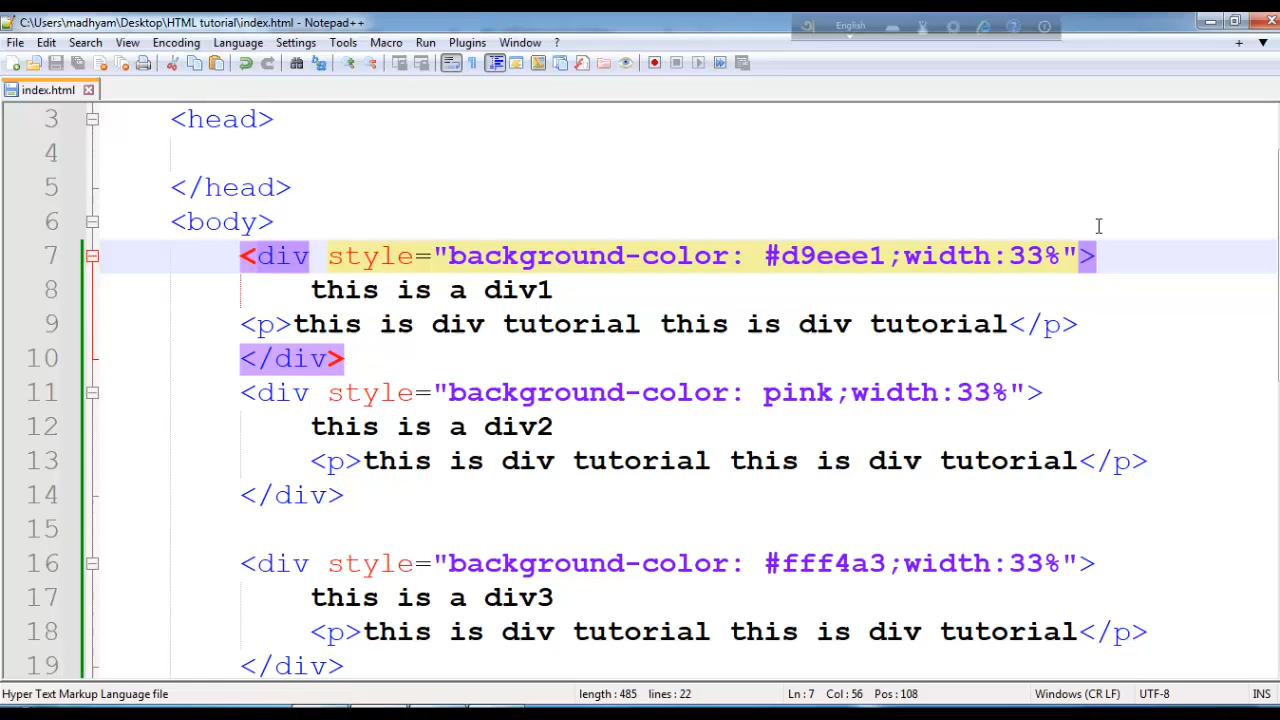 C:\Users\madhyam\Desktop\HTML tutorial\index.html - Notepad++
English
File Edit Search View Encoding Language Settings Tools Macro Run Plugins Window ?
index.html
3 <head>
4
5 </head>
6 <body>
7 <div style="background-color: #d9eee1;width:33%">
8 this is a div1
9 <p>this is div tutorial this is div tutorial</p>
10 </div>
11 <div style="background-color: pink;width:33%">
12 this is a div2
13 <p>this is div tutorial this is div tutorial</p>
14 </div>
15
16 <div style="background-color: #fff4a3;width:33%">
17 this is a div3
18 <p>this is div tutorial this is div tutorial</p>
19 </div>
Hyper Text Markup Language file length : 485 lines : 22 Ln : 7 Col : 56 Pos : 108 Windows (CR LF) UTF-8 INS